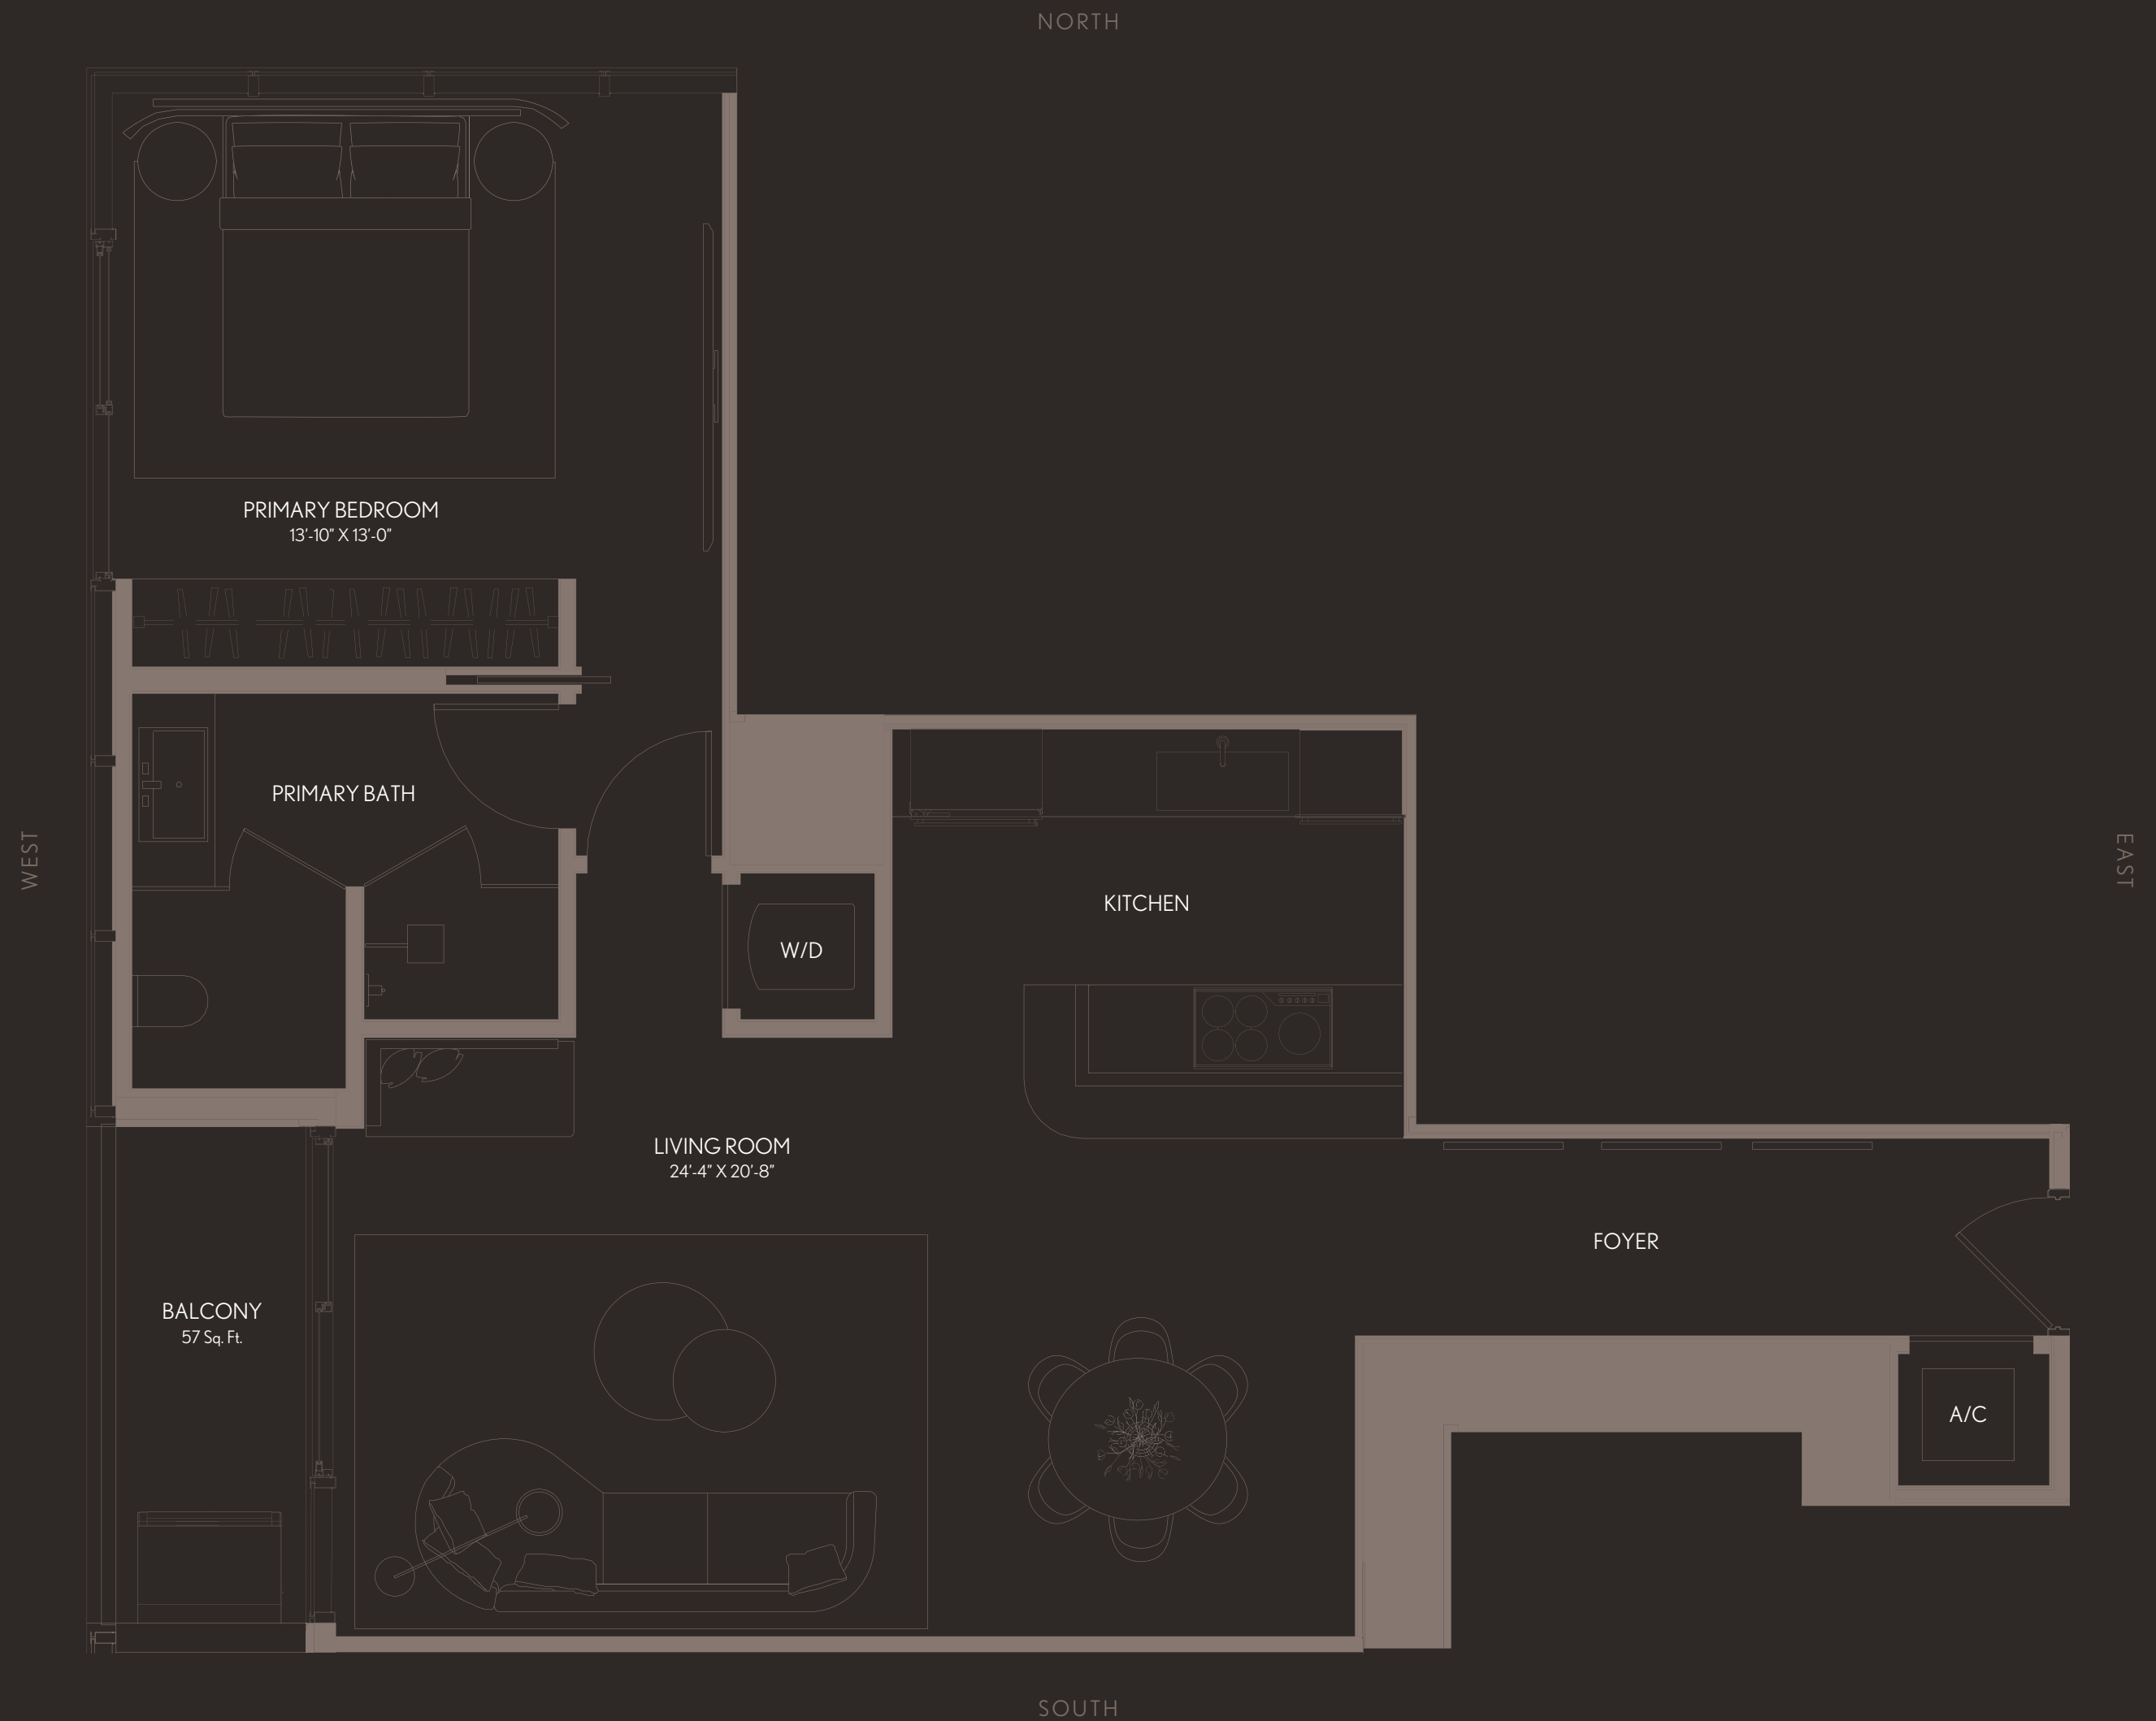 NORTH
PRIMARY BEDROOM
13'-10" X 13'-0"
PRIMARY BATH
WEST
EAST
KITCHEN
W/D
LIVING ROOM
24'-4" X 20'-8"
FOYER
BALCONY
57 Sq. Ft.
A/C
SOUTH